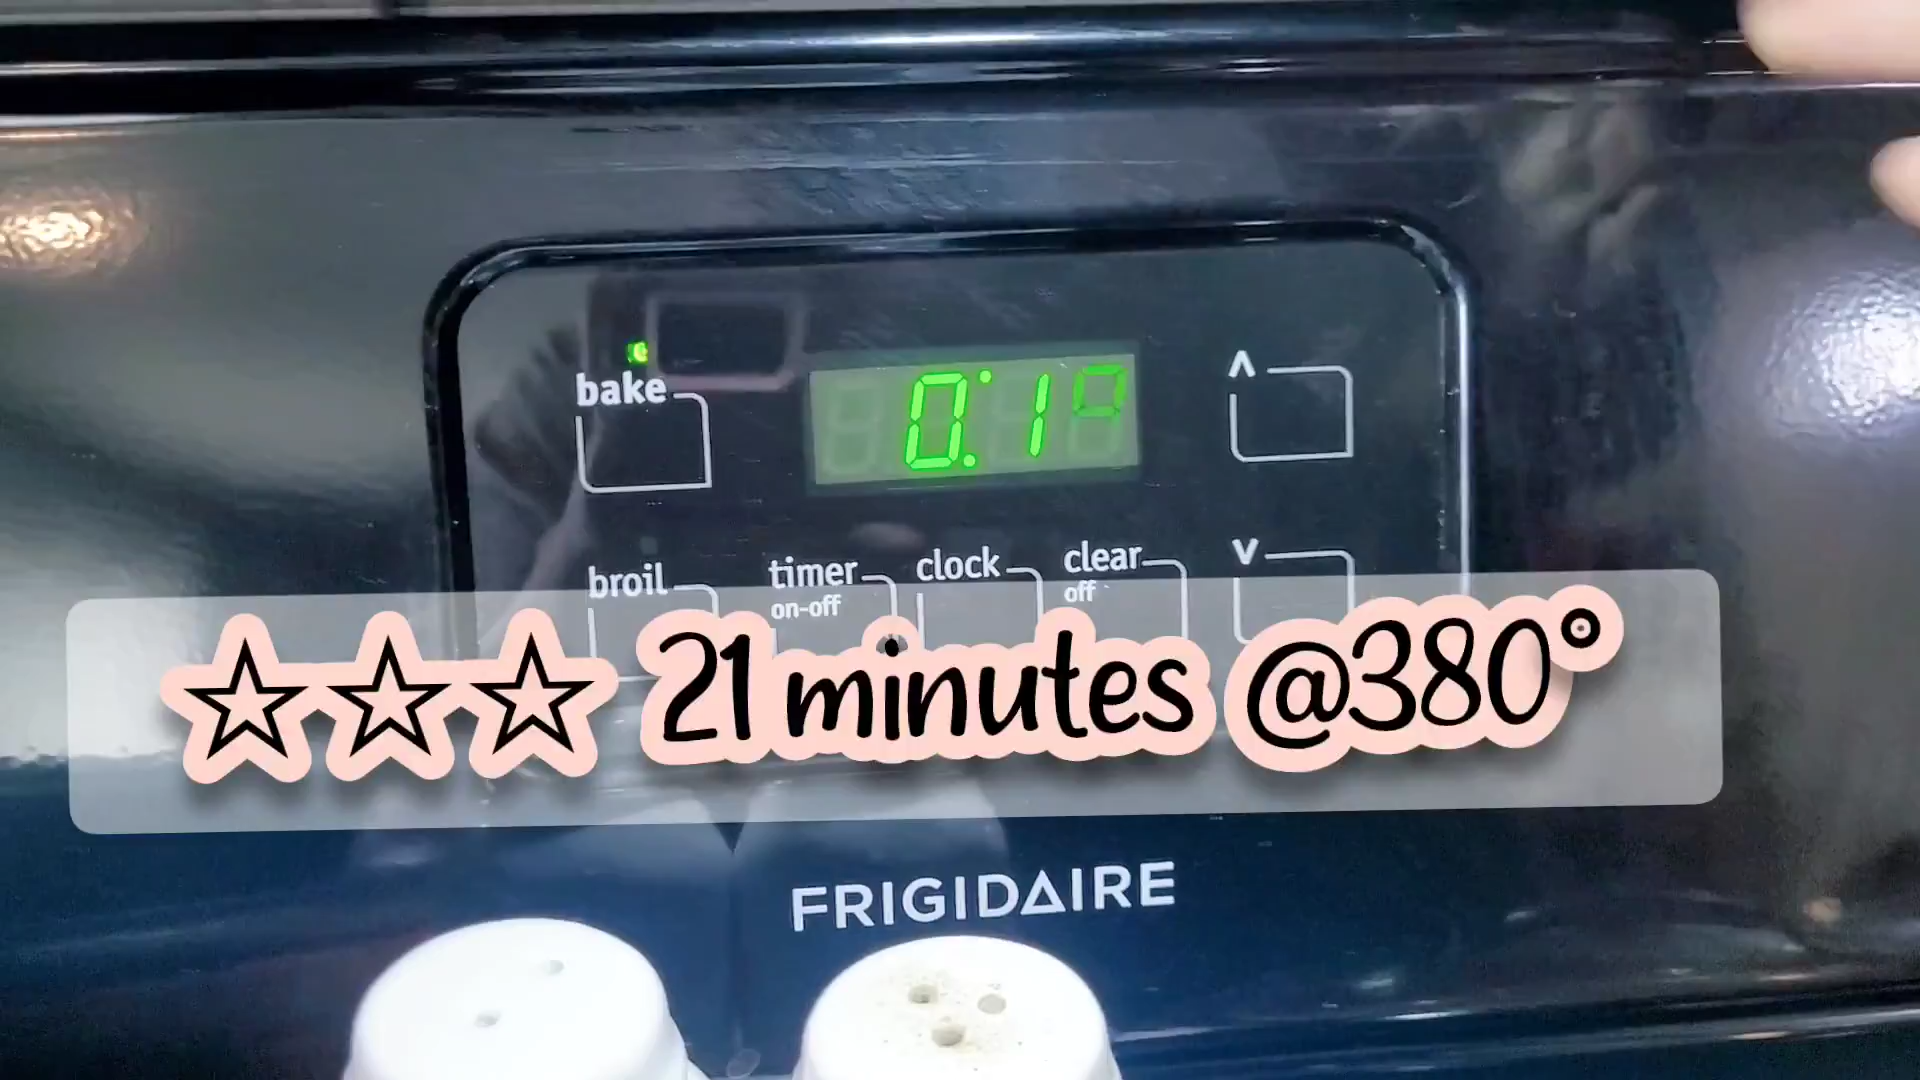 bake
0:1°
^
broil
timer
on-off
clock
clear
off
v
☆☆☆ 21 minutes @380°
FRIGIDAIRE